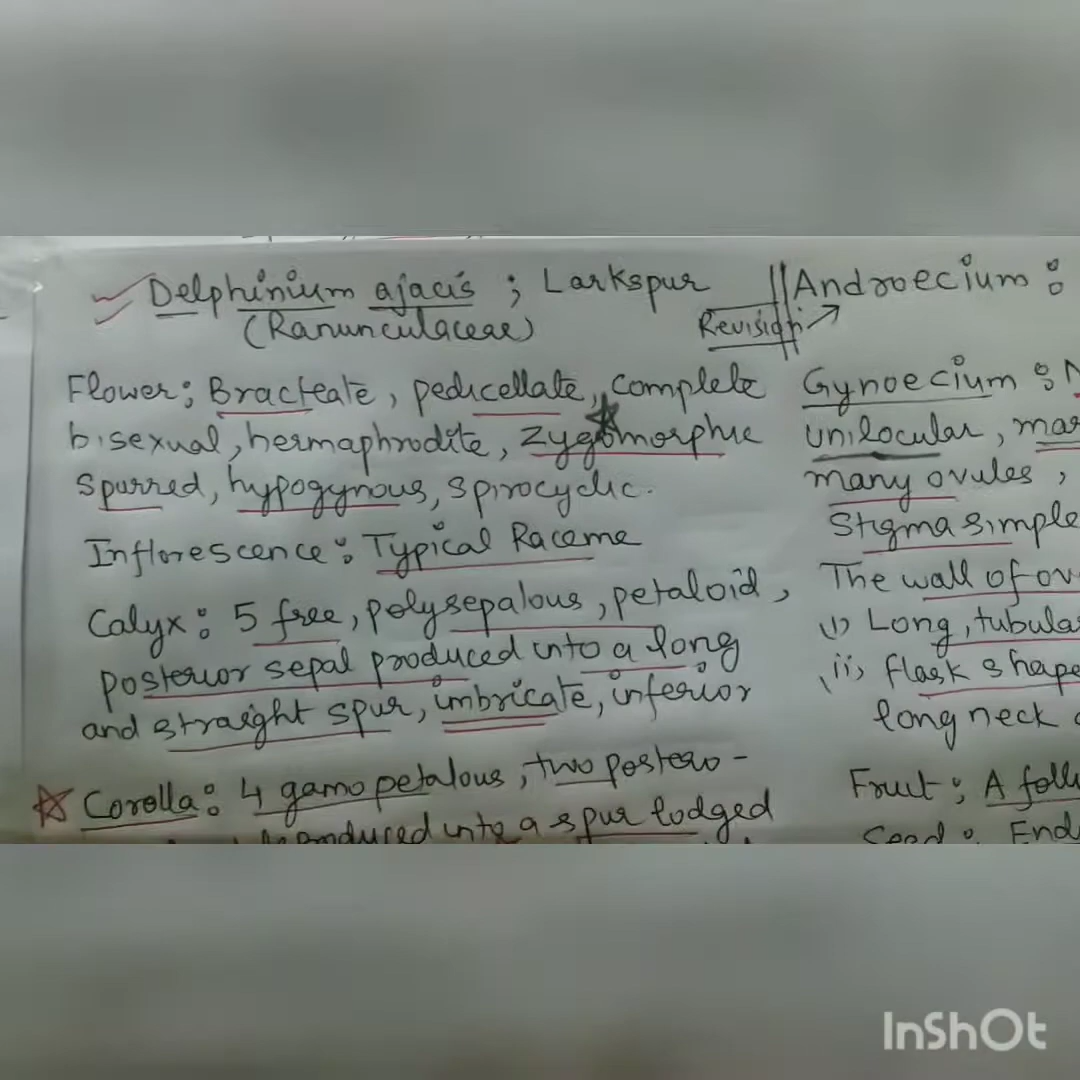 Delphinium ajacis ; Larkspur
(Ranunculaceae)
Flower ; Bracteate , pedicellate , complete
bisexual , hermaphrodite , zygomorphic
spurred , hypogynous , spirocyclic .
Inflorescence : Typical Raceme
Calyx : 5 free , polysepalous , petaloid ,
posterior sepal produced into a long
and straight spur , imbricate , inferior
Corolla : 4 gamopetalous , two postero -
produced into a spur lodged
Androecium :
Revision
Gynoecium :
Unilocular ,
many ovules ,
Stigma simple
The wall of
(i) Long , tubular
(ii) flask shape
long neck
Fruit ; A
Seed :
InShOt